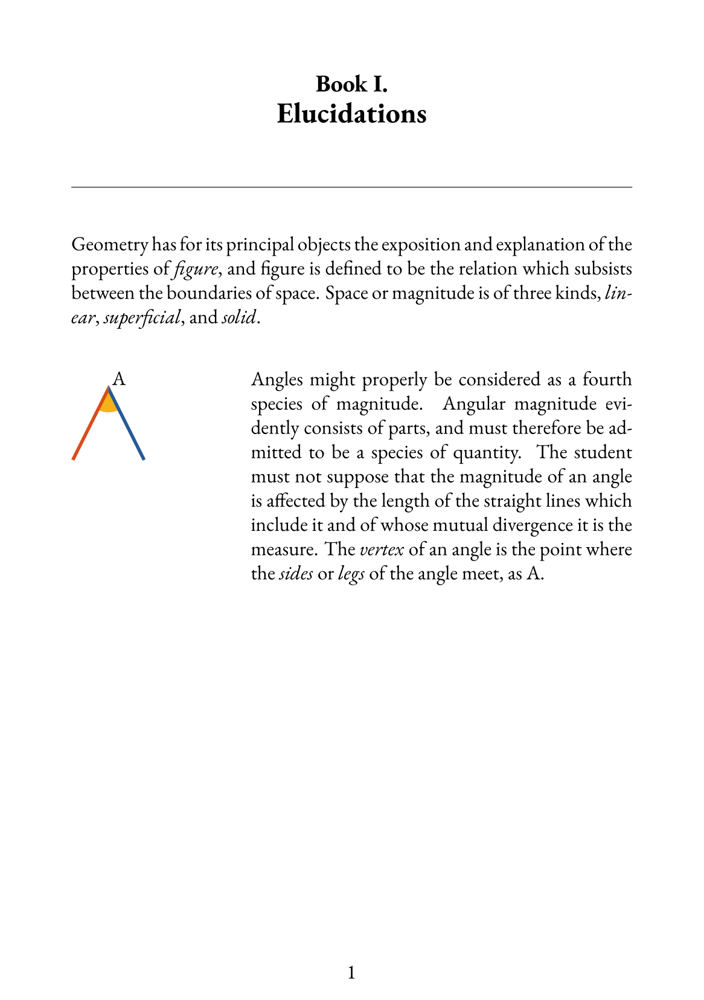 Book I.
Elucidations
Geometry has for its principal objects the exposition and explanation of the
properties of figure, and figure is defined to be the relation which subsists
between the boundaries of space. Space or magnitude is of three kinds, lin-
ear, superficial, and solid.
A
Angles might properly be considered as a fourth
species of magnitude. Angular magnitude evi-
dently consists of parts, and must therefore be ad-
mitted to be a species of quantity. The student
must not suppose that the magnitude of an angle
is affected by the length of the straight lines which
include it and of whose mutual divergence it is the
measure. The vertex of an angle is the point where
the sides or legs of the angle meet, as A.
1